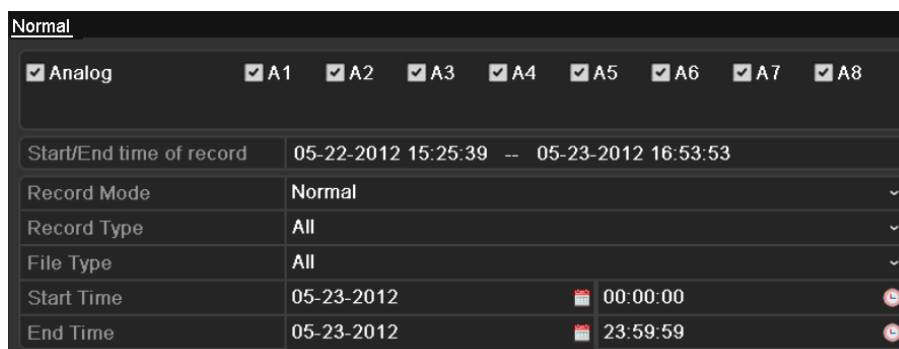 Normal
Analog A1 A2 A3 A4 A5 A6 A7 A8
Start/End time of record 05-22-2012 15:25:39 -- 05-23-2012 16:53:53
Record Mode Normal
Record Type All
File Type All
Start Time 05-23-2012 00:00:00
End Time 05-23-2012 23:59:59